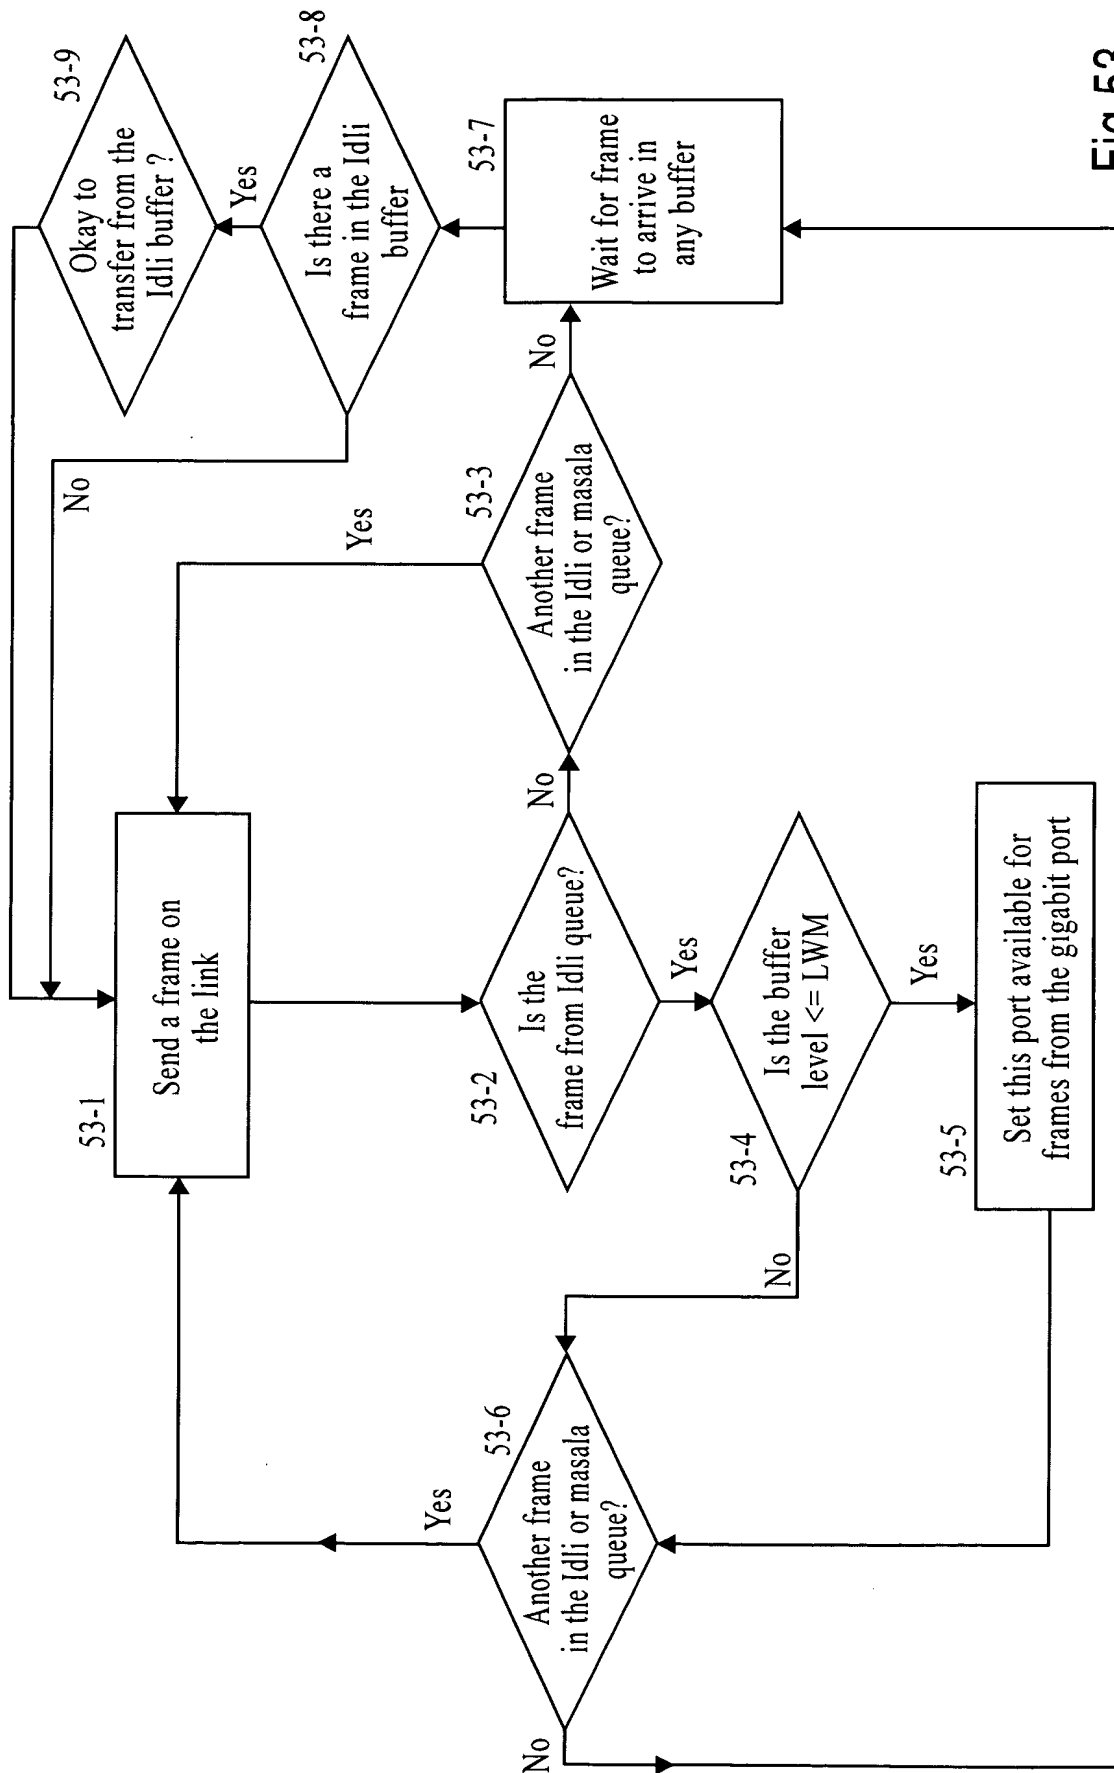 53-1
Send a frame on
the link
53-2
Is the
frame from Idli queue?
No
Yes
53-3
Another frame
in the Idli or masala
queue?
Yes
No
53-4
Is the buffer
level <= LWM
No
Yes
53-5
Set this port available for
frames from the gigabit port
53-6
Another frame
in the Idli or masala
queue?
Yes
No
53-7
Wait for frame
to arrive in
any buffer
53-8
Is there a
frame in the Idli
buffer
Yes
No
53-9
Okay to
transfer from the
Idli buffer ?
Fig 53